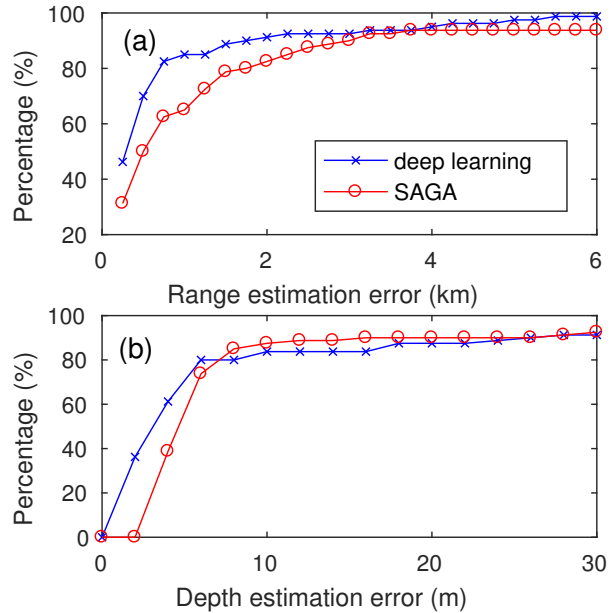 100
80
60
40
20
Percentage (%)
(a)
deep learning
SAGA
0
2
4
6
Range estimation error (km)
100
80
60
40
20
0
Percentage (%)
(b)
0
10
20
30
Depth estimation error (m)